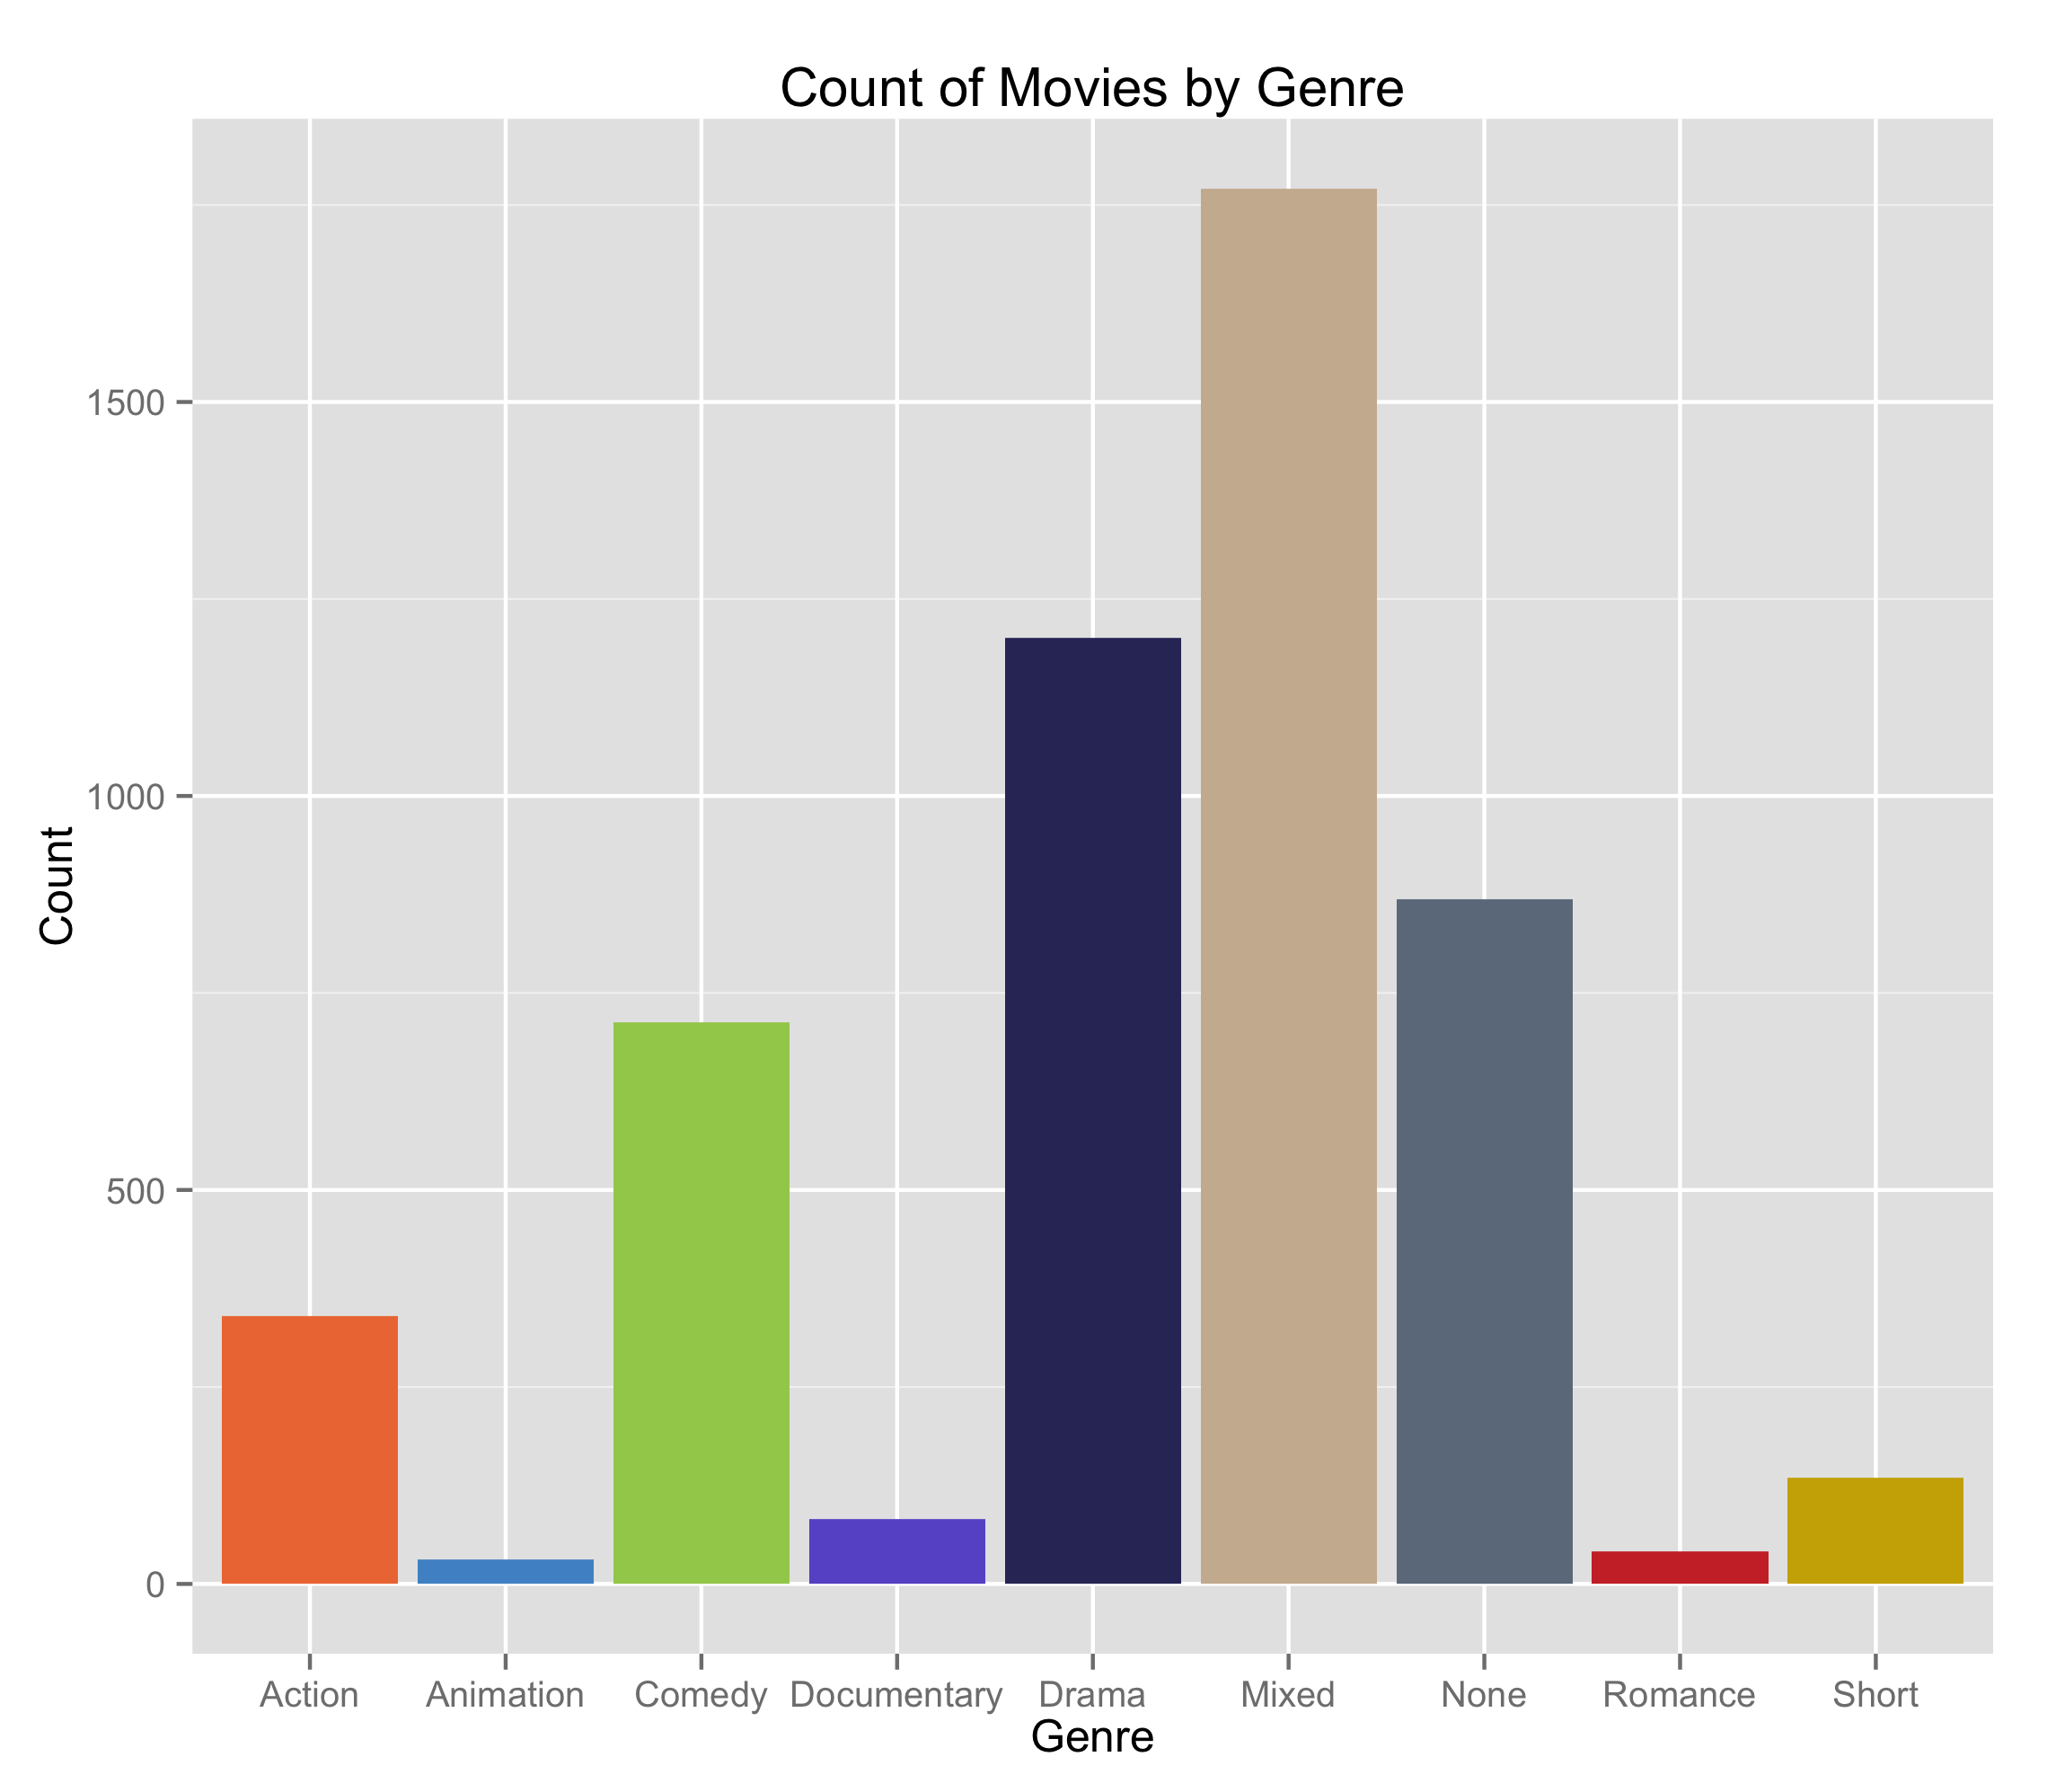 Count of Movies by Genre
Count
1500
1000
500
0
Action Animation Comedy Documentary Drama Mixed None Romance Short
Genre